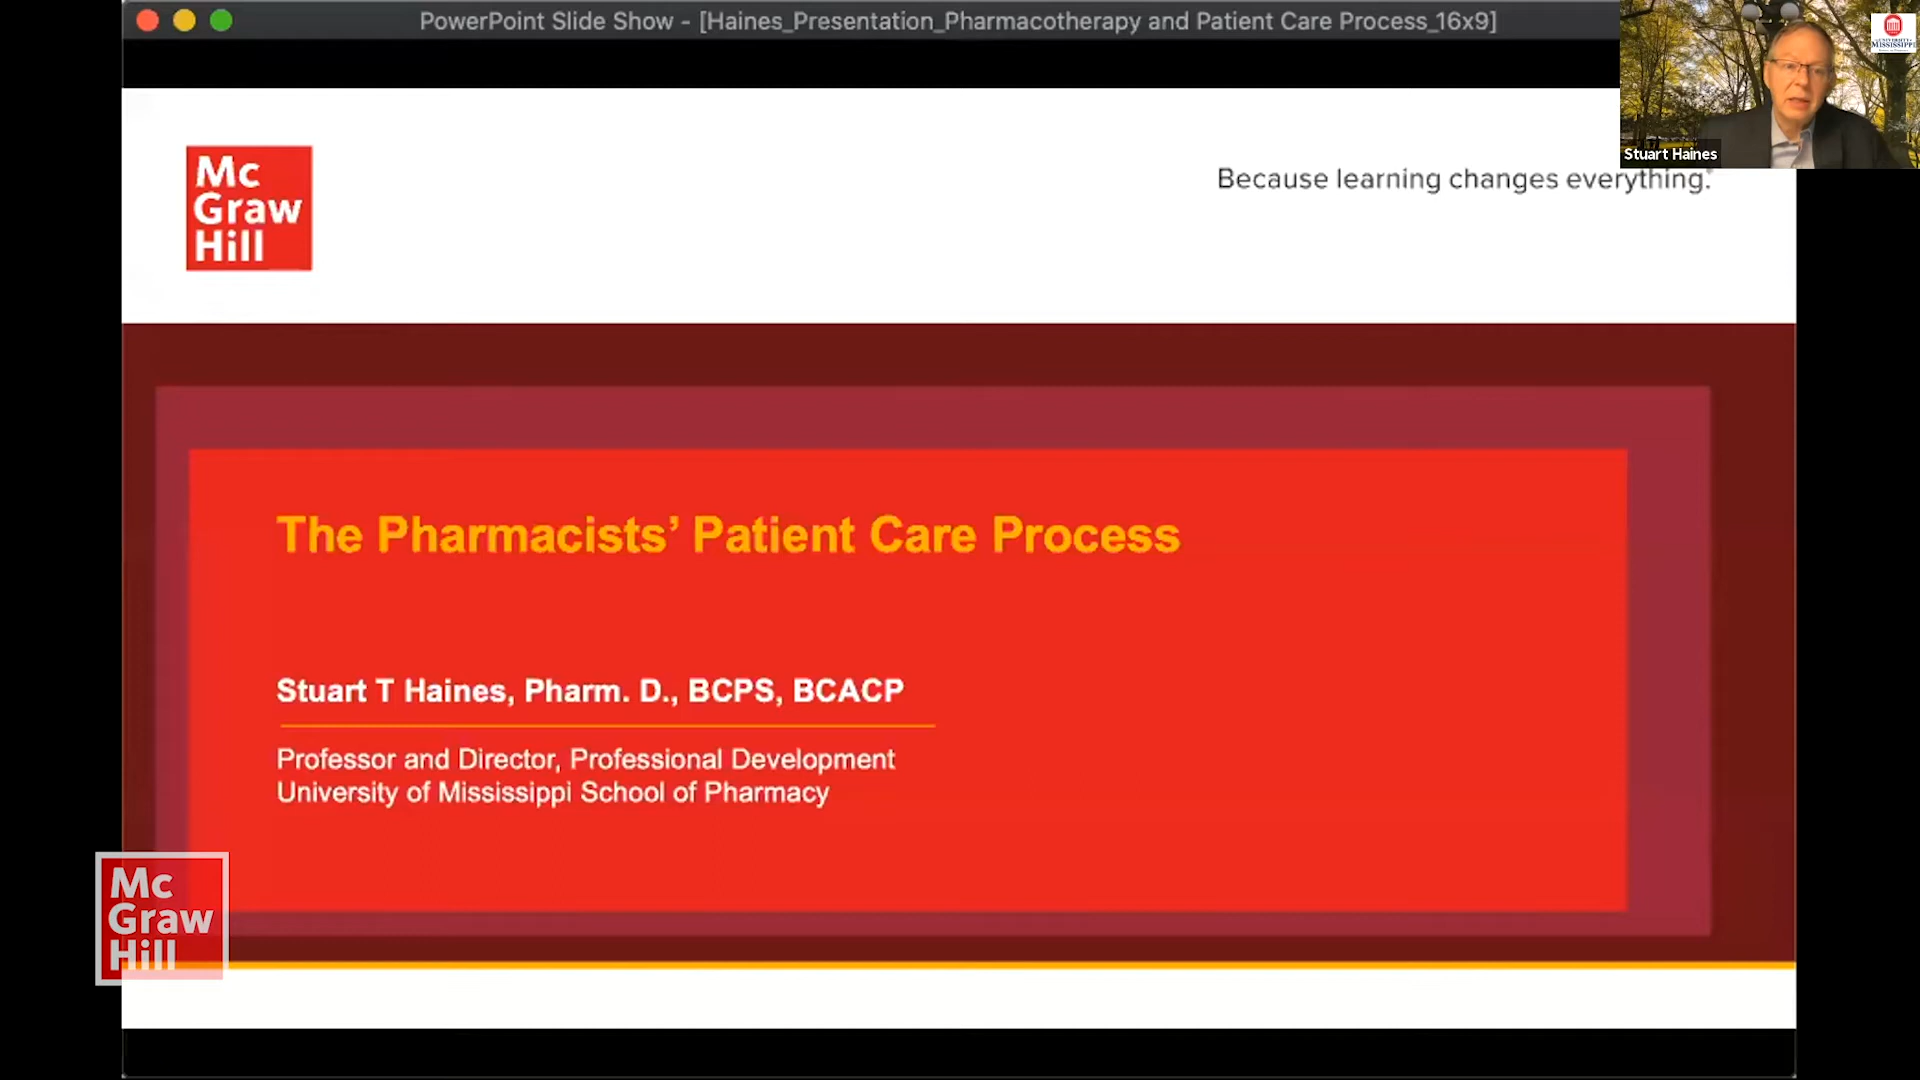 PowerPoint Slide Show - [Haines_Presentation_Pharmacotherapy and Patient Care Process_16x9]
Mc
Graw
Hill
Because learning changes everything.
Stuart Haines
MISSISSIPPI
The Pharmacists’ Patient Care Process
Stuart T Haines, Pharm. D., BCPS, BCACP
Professor and Director, Professional Development
University of Mississippi School of Pharmacy
Mc
Graw
Hill